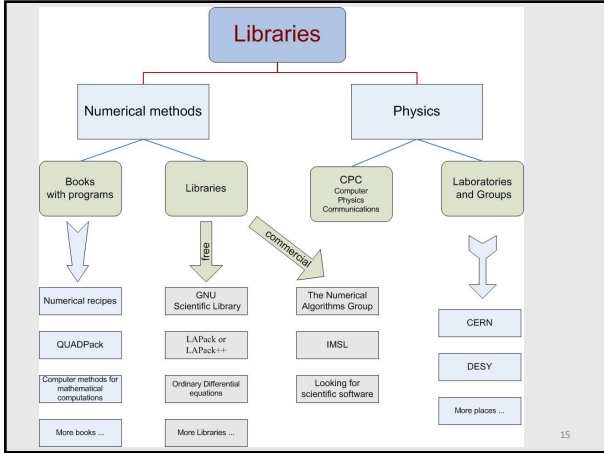 Libraries
Numerical methods
Physics
Books
with programs
Libraries
CPC
Computer
Physics
Communications
Laboratories
and Groups
free
commercial
Numerical recipes
QUADPack
Computer methods for
mathematical
computations
More books ...
GNU
Scientific Library
LAPack or
LAPack++
Ordinary Differential
equations
More Libraries ...
The Numerical
Algorithms Group
IMSL
Looking for
scientific software
CERN
DESY
More places ...
15